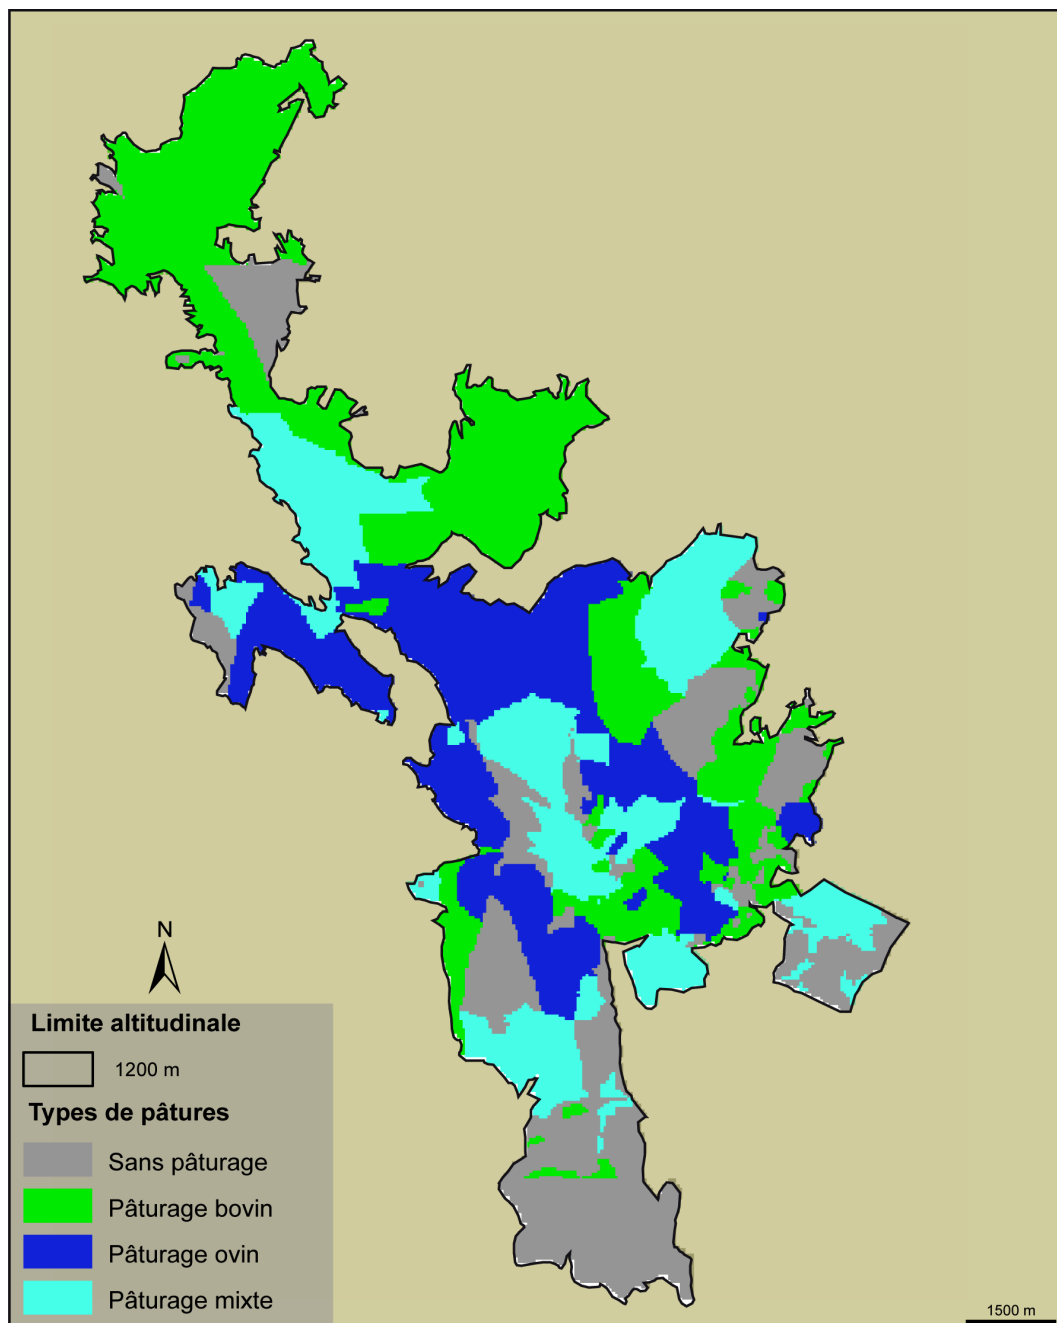 N
Limite altitudinale
1200 m
Types de pâtures
Sans pâturage
Pâturage bovin
Pâturage ovin
Pâturage mixte
1500 m